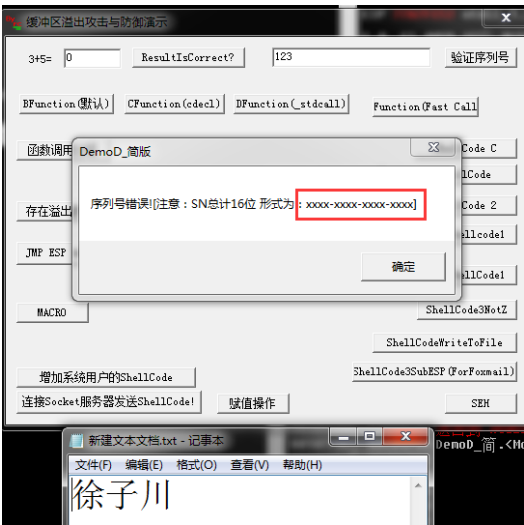 缓冲区溢出攻击与防御演示
3+5= 0 ResultIsCorrect? 123 验证序列号
BFunction(默认) CFunction(cdecl) DFunction(_stdcall) Function(Fast Call
函数调用 Code C
DemoD_简版
lCode
序列号错误![注意：SN总计16位 形式为：xxxx-xxxx-xxxx-xxxx]
存在溢出 Code 2
ellcode1
JMP ESP
确定 llCode1
MACRO ShellCode3NotZ
ShellCodeWriteToFile
增加系统用户的ShellCode ShellCode3SubESP(ForFoxmail)
连接Socket服务器发送ShellCode! 赋值操作 SEH
新建文本文档.txt - 记事本
DemoD_简.<Mo
文件(F) 编辑(E) 格式(O) 查看(V) 帮助(H)
徐子川